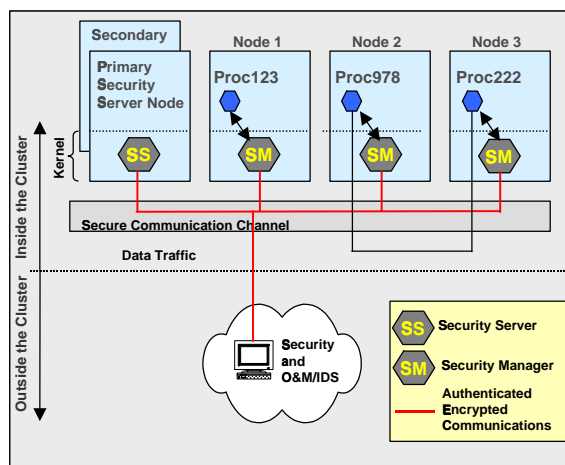 Secondary
Primary
Security
Server Node
SS
Node 1
Proc123
SM
Node 2
Proc978
SM
Node 3
Proc222
SM
Kernel
Inside the Cluster
Secure Communication Channel
Data Traffic
Outside the Cluster
Security
and
O&M/IDS
SS Security Server
SM Security Manager
Authenticated
Encrypted
Communications